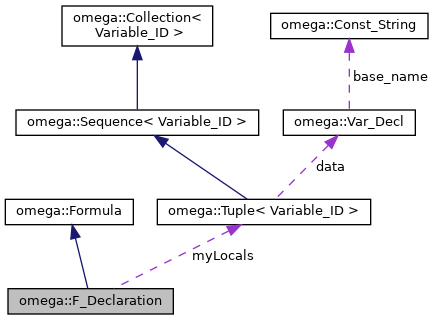 omega::Collection<
Variable_ID >
omega::Const_String
base_name
omega::Sequence< Variable_ID >
omega::Var_Decl
data
omega::Formula
omega::Tuple< Variable_ID >
myLocals
omega::F_Declaration